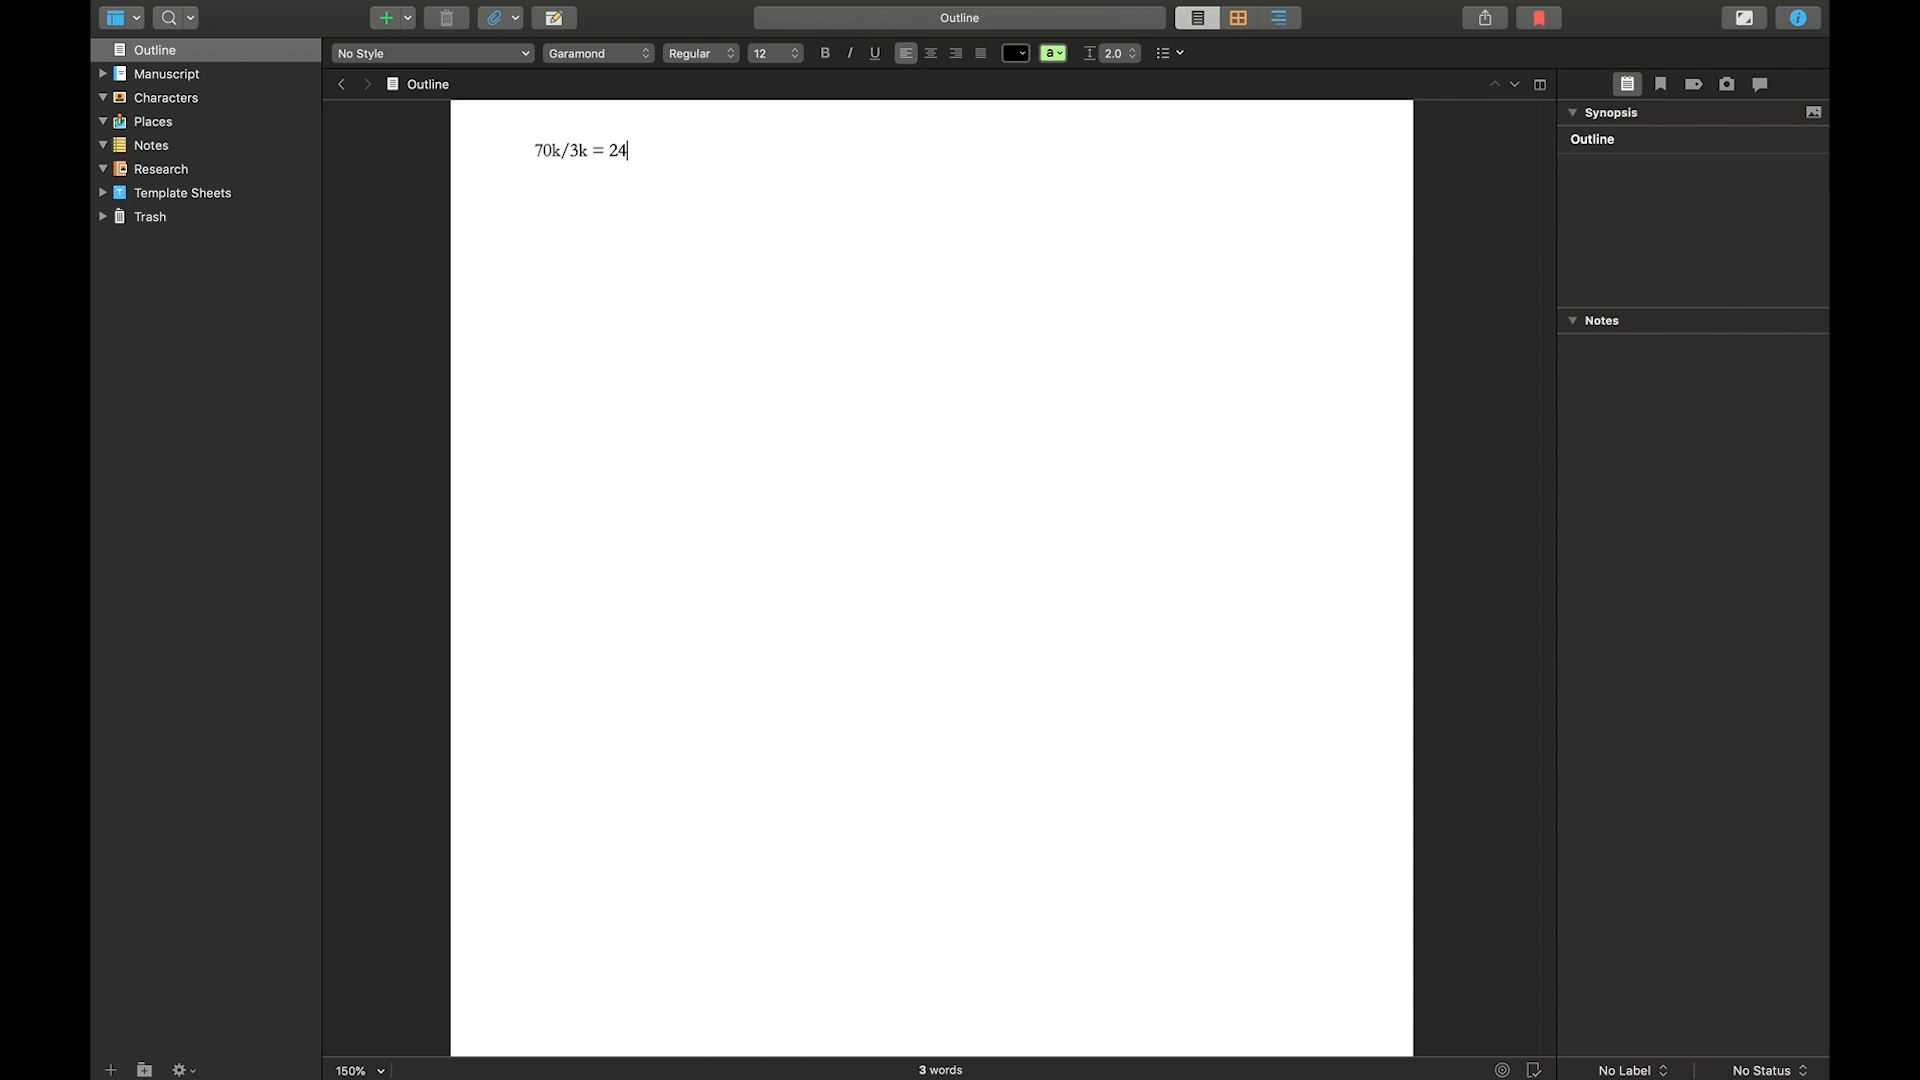 Outline
Outline
Manuscript
Characters
Places
Notes
Research
Template Sheets
Trash
No Style
Garamond
Regular
12
B I U
a
2.0
Outline
70k/3k = 24
Synopsis
Outline
Notes
150%
3 words
No Label
No Status